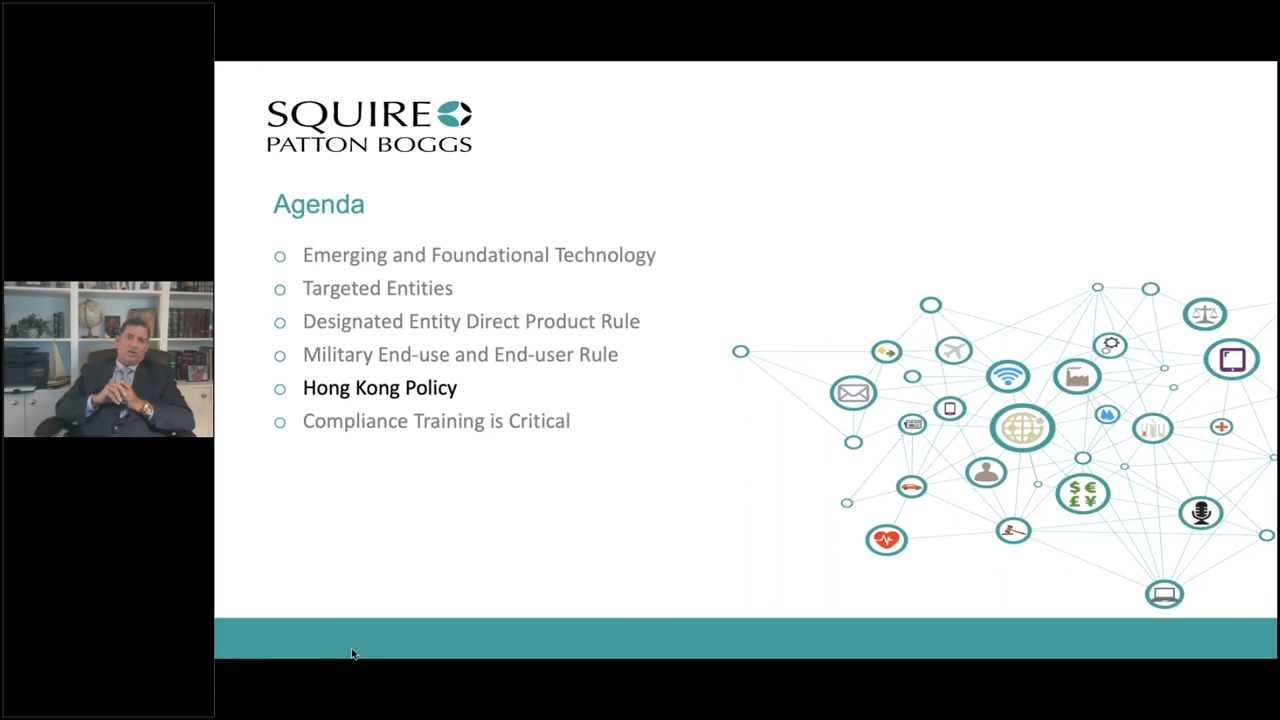 SQUIRE
PATTON BOGGS
Agenda
Emerging and Foundational Technology
Targeted Entities
Designated Entity Direct Product Rule
Military End-use and End-user Rule
Hong Kong Policy
Compliance Training is Critical
$ €
£ ¥